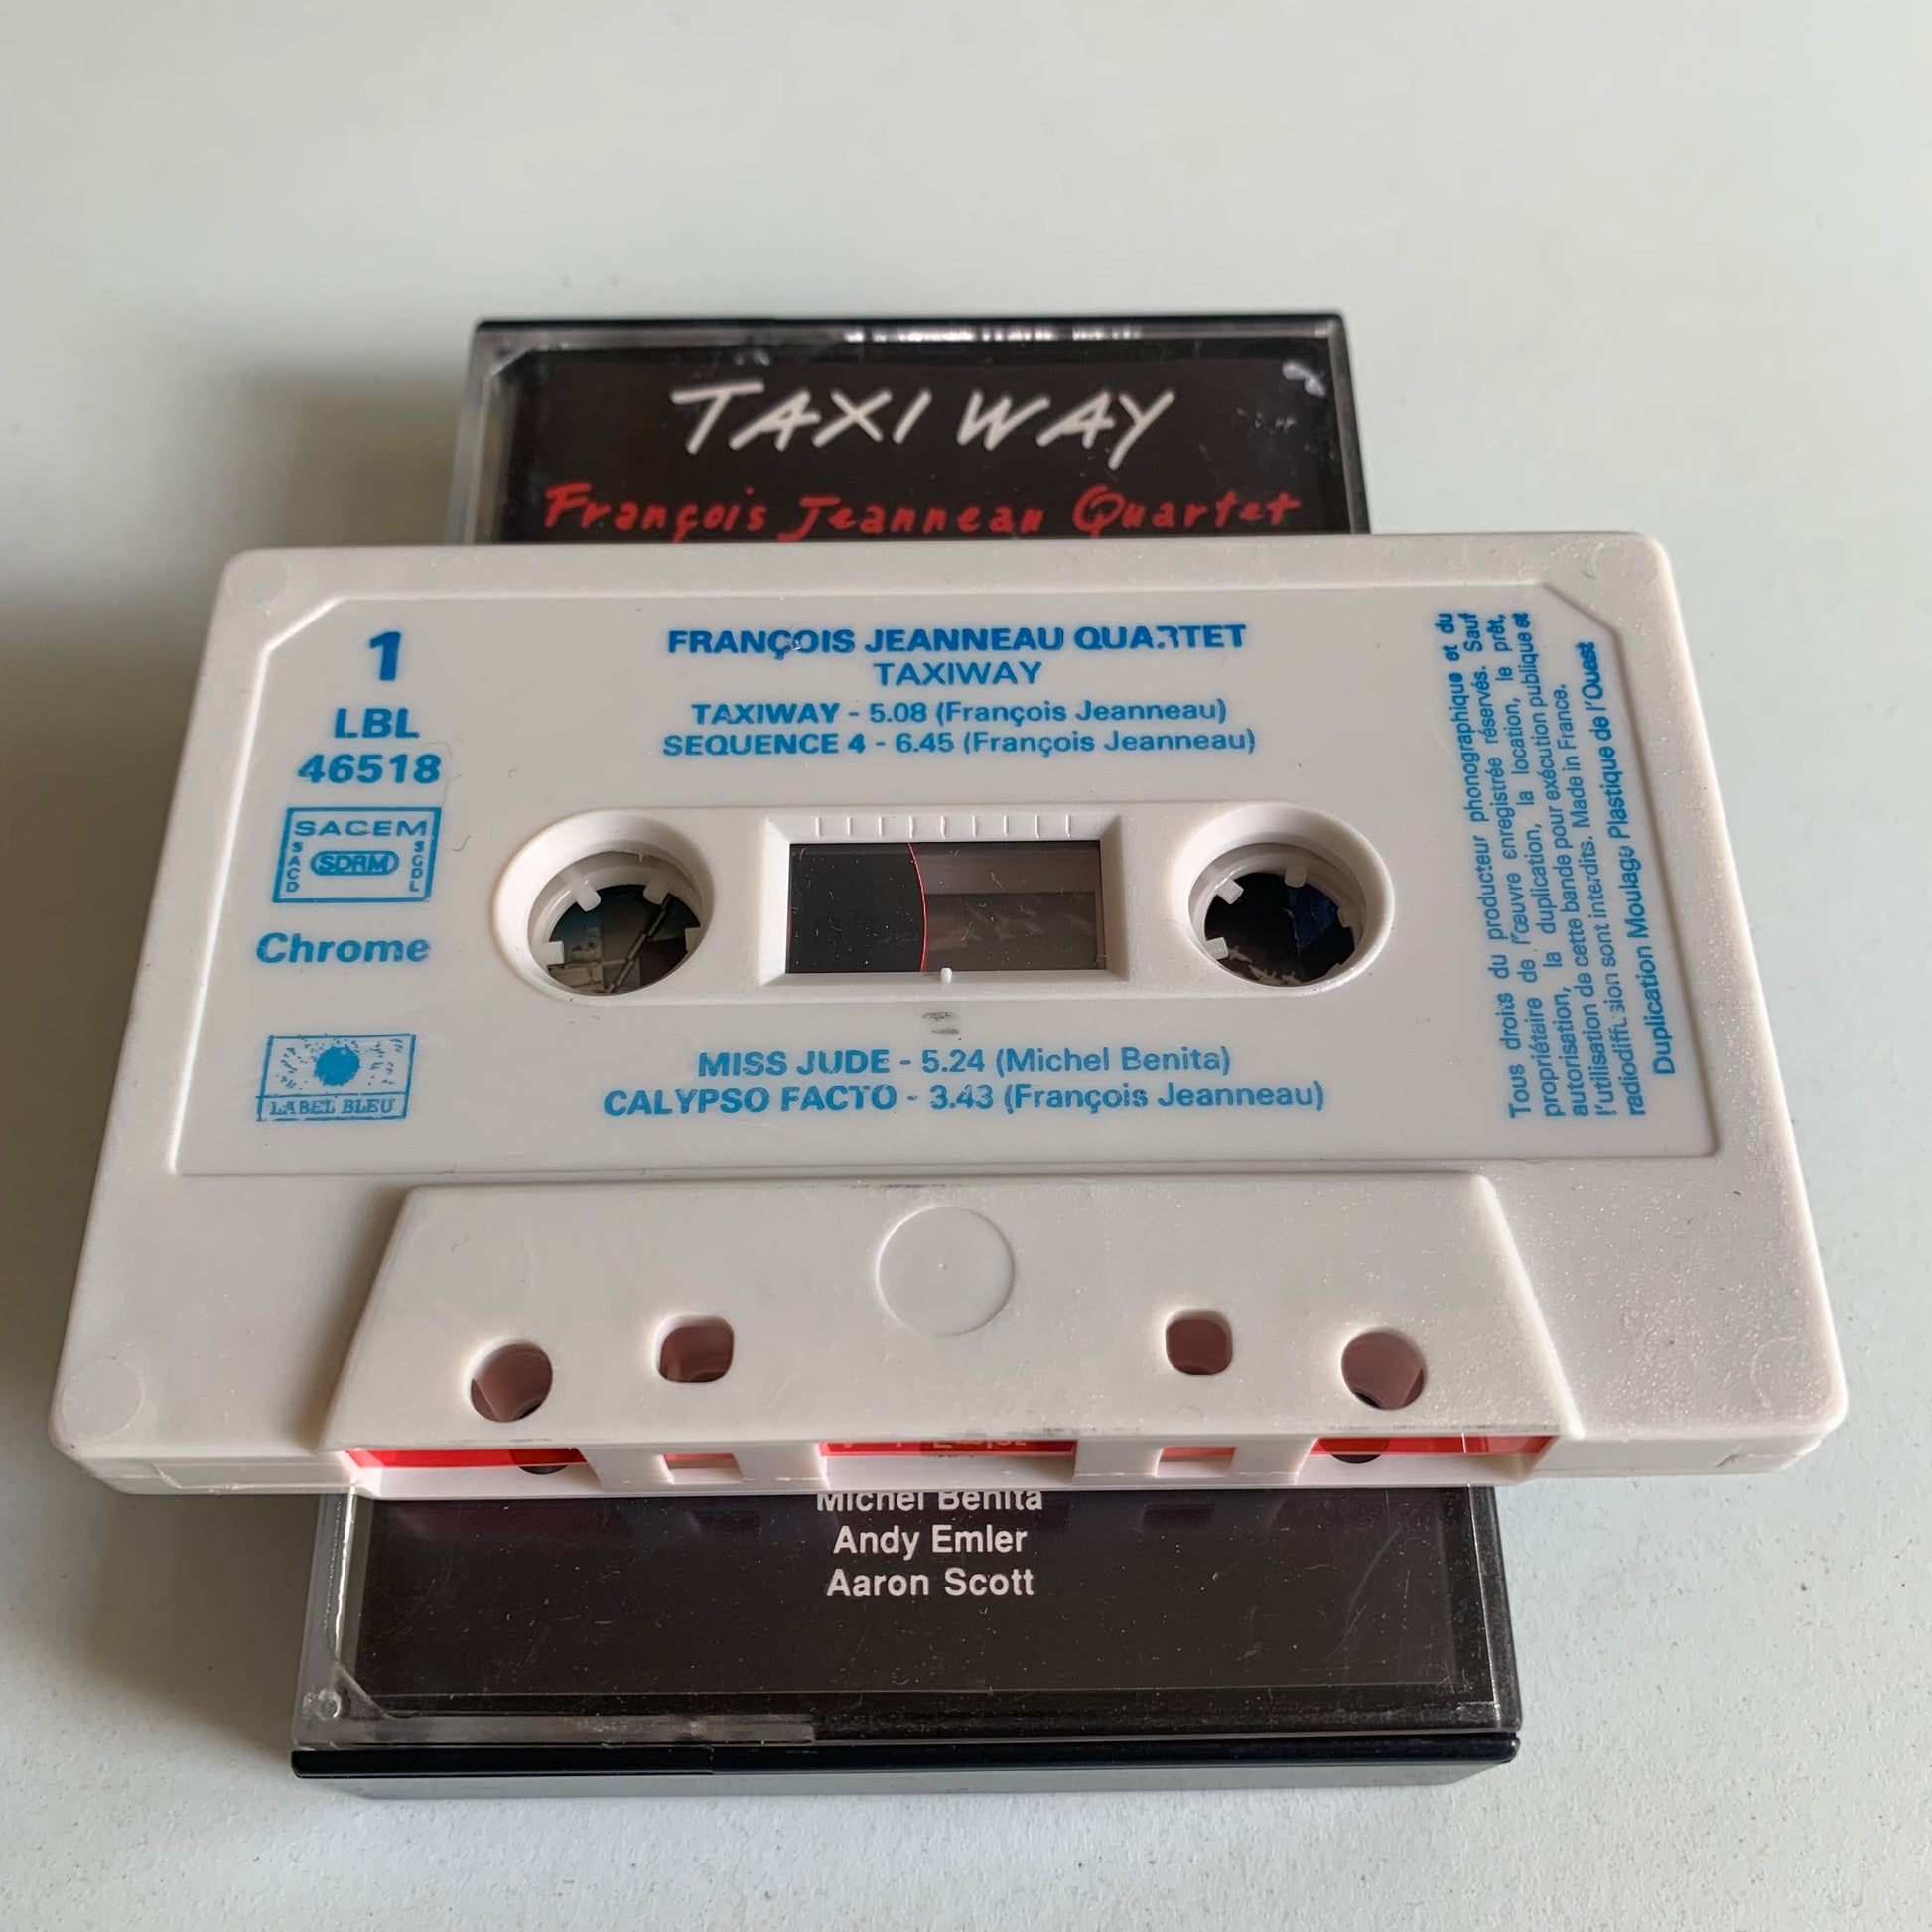 TAXI WAY
François Jeanneau Quartet
1
LBL
46518
SACEM
SACD
SDRM
SCDL
Chrome
LABEL BLEU
FRANÇOIS JEANNEAU QUARTET
TAXIWAY
TAXIWAY - 5.08 (François Jeanneau)
SEQUENCE 4 - 6.45 (François Jeanneau)
MISS JUDE - 5.24 (Michel Benita)
CALYPSO FACTO - 3.43 (François Jeanneau)
Tous droits du producteur phonographique et du
propriétaire de l'œuvre enregistrée réservés. Sauf
autorisation, la duplication, la location, le prêt,
l'utilisation de cette bande pour exécution publique et
radiodiffusion sont interdits. Made in France.
Duplication Moulage Plastique de l'Ouest
Michel Benita
Andy Emler
Aaron Scott